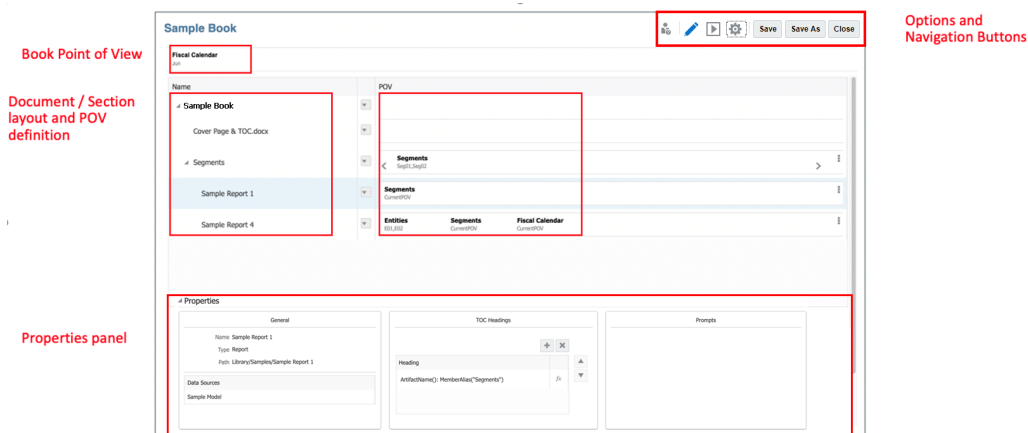 Sample Book
Save
Save As
Close
Options and
Navigation Buttons
Book Point of View
Fiscal Calendar
Jun
Document / Section
layout and POV
definition
Name
POV
Sample Book
Cover Page & TOC.docx
Segments
Segments
Seg01,Seg02
Sample Report 1
Segments
CurrentPOV
Sample Report 4
Entities
Segments
Fiscal Calendar
E01,E02
CurrentPOV
CurrentPOV
Properties panel
Properties
General
TOC Headings
Prompts
Name Sample Report 1
Type Report
Path Library/Samples/Sample Report 1
Data Sources
Sample Model
Heading
ArtifactName(): MemberAlias("Segments")
fx